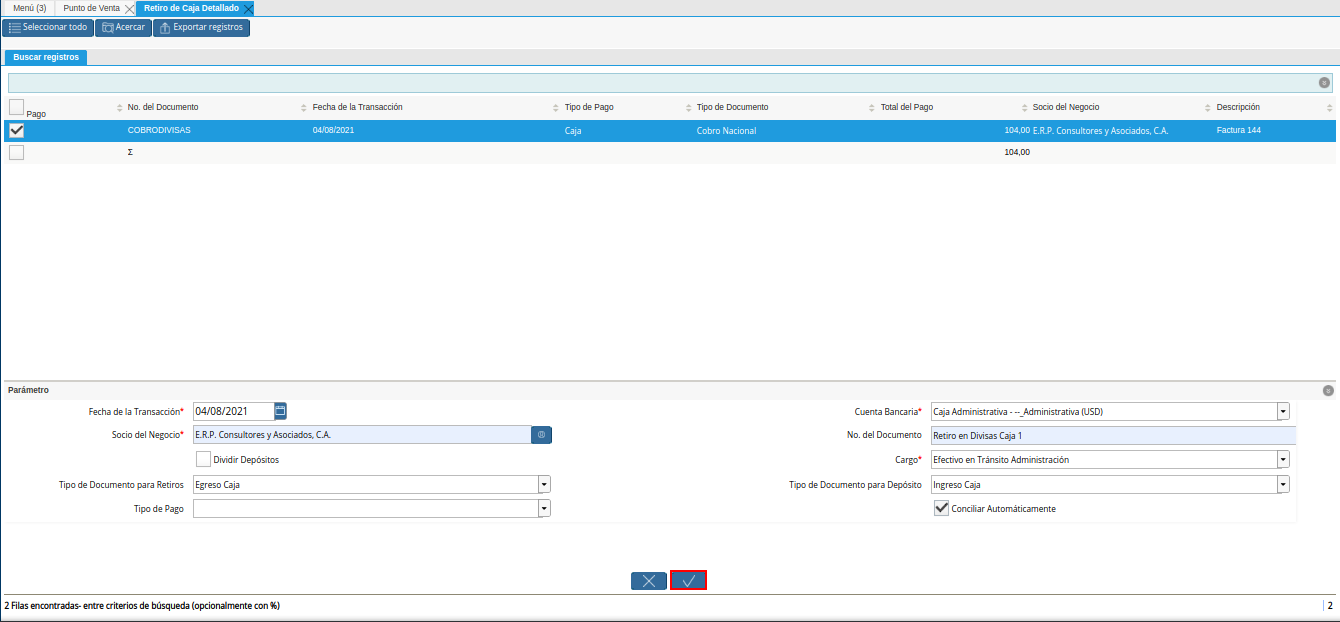 Menú (3) Punto de Venta Retiro de Caja Detallado
Seleccionar todo Acercar Exportar registros
Buscar registros
Pago No. del Documento Fecha de la Transacción Tipo de Pago Tipo de Documento Total del Pago Socio del Negocio Descripción
COBRODIVISAS 04/08/2021 Caja Cobro Nacional 104,00 E.R.P. Consultores y Asociados, C.A. Factura 144
Σ 104,00
Parámetro
Fecha de la Transacción* 04/08/2021 Cuenta Bancaria* Caja Administrativa - --_Administrativa (USD)
Socio del Negocio* E.R.P. Consultores y Asociados, C.A. No. del Documento Retiro en Divisas Caja 1
Dividir Depósitos Cargo* Efectivo en Tránsito Administración
Tipo de Documento para Retiros Egreso Caja Tipo de Documento para Depósito Ingreso Caja
Tipo de Pago Conciliar Automáticamente
2 Filas encontradas- entre criterios de búsqueda (opcionalmente con %) 2